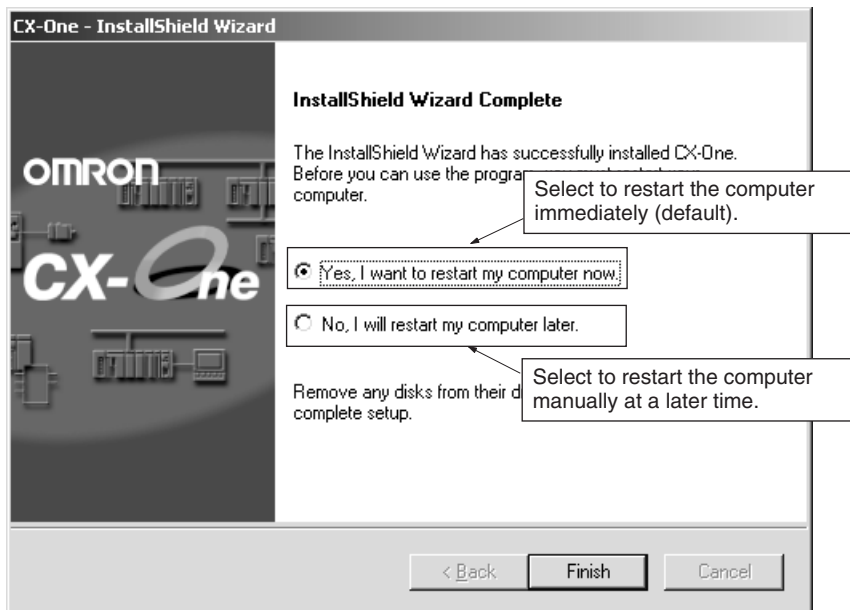 CX-One - InstallShield Wizard
OMRON
CX-One
InstallShield Wizard Complete
The InstallShield Wizard has successfully installed CX-One.
Before you can use the program,
computer.
Select to restart the computer
immediately (default).
Yes, I want to restart my computer now.
No, I will restart my computer later.
Select to restart the computer
manually at a later time.
Remove any disks from their
complete setup.
< Back
Finish
Cancel